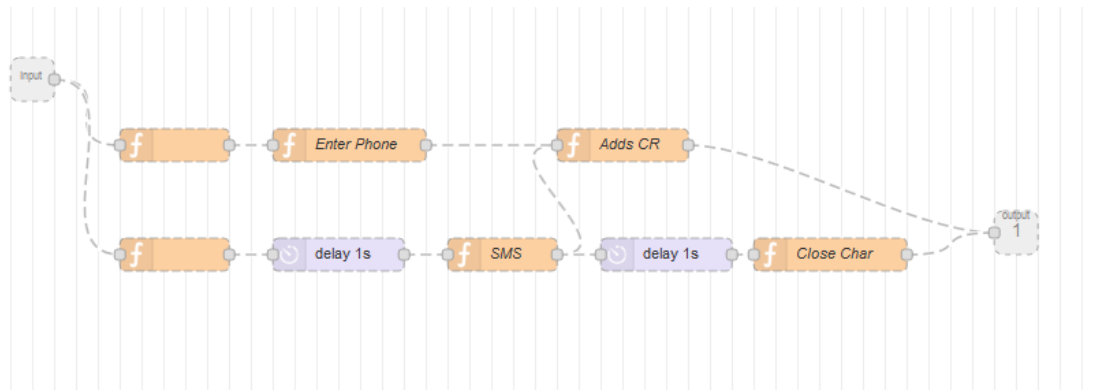 Input
f
Enter Phone
f
Adds CR
f
output
1
f
delay 1s
f
SMS
delay 1s
f
Close Char